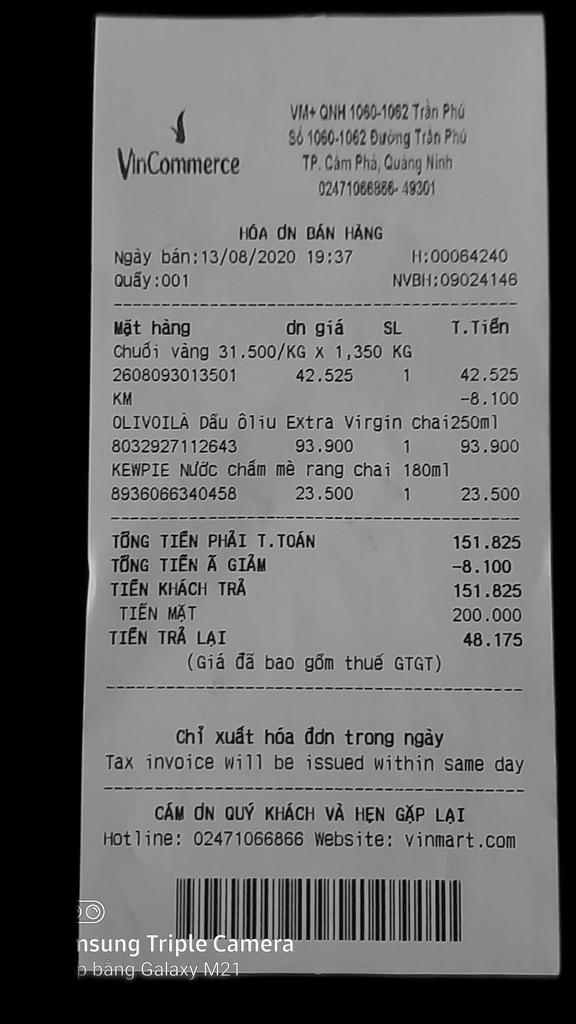 VinCommerce
VM+ QNH 1060-1062 Trần Phú
Số 1060-1062 Đường Trần Phú
TP. Cẩm Phả, Quảng Ninh
02471066866- 49301
HÓA ƠN BÁN HÀNG
Ngày bán:13/08/2020 19:37 H:00064240
Quầy:001 NVBH:09024146
Mặt hàng ơn giá SL T.Tiền
Chuối vàng 31.500/KG x 1,350 KG
2608093013501 42.525 1 42.525
KM -8.100
OLIVOILÀ Dầu ôliu Extra Virgin chai250ml
8032927112643 93.900 1 93.900
KEWPIE Nước chấm mè rang chai 180ml
8936066340458 23.500 1 23.500
TỔNG TIỀN PHẢI T.TOÁN 151.825
TỔNG TIỀN Ã GIẢM -8.100
TIỀN KHÁCH TRẢ 151.825
TIỀN MẶT 200.000
TIỀN TRẢ LẠI 48.175
(Giá đã bao gồm thuế GTGT)
Chỉ xuất hóa đơn trong ngày
Tax invoice will be issued within same day
CẢM ƠN QUÝ KHÁCH VÀ HẸN GẶP LẠI
Hotline: 02471066866 Website: vinmart.com
nsung Triple Camera
p bằng Galaxy M21